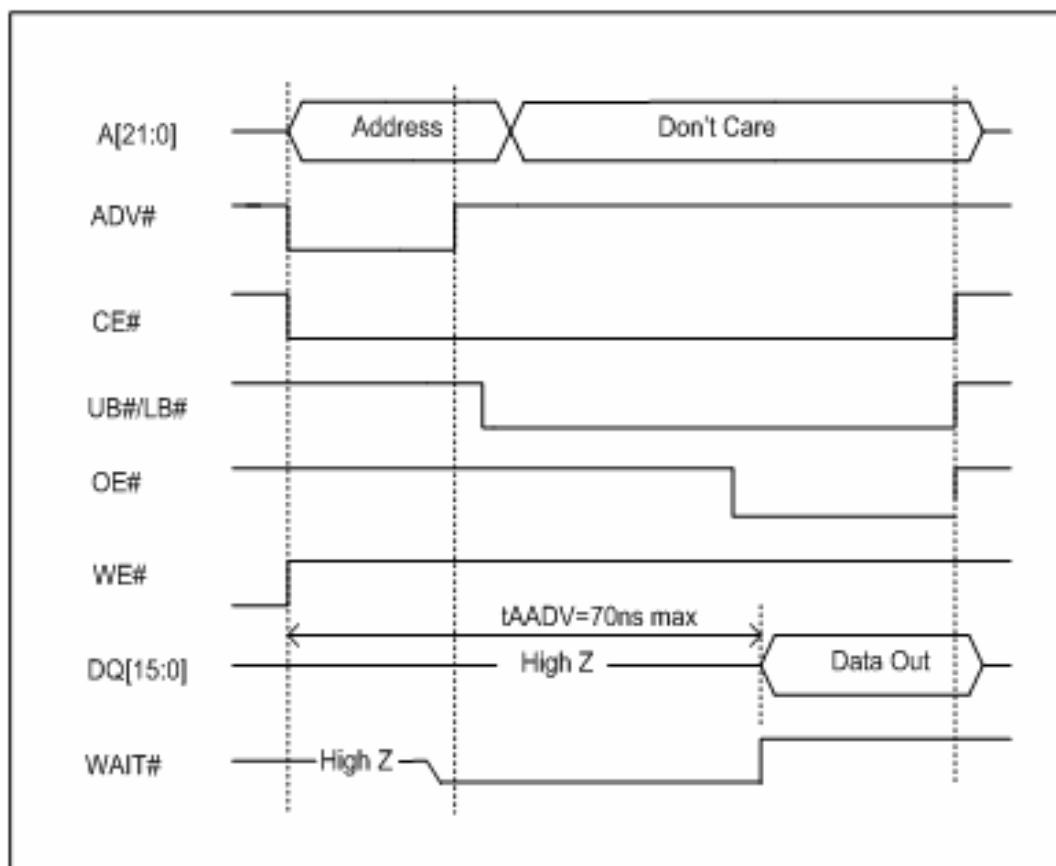 A[21:0]
Address
Don't Care
ADV#
CE#
UB#/LB#
OE#
WE#
tAADV=70ns max
DQ[15:0]
High Z
Data Out
WAIT#
High Z